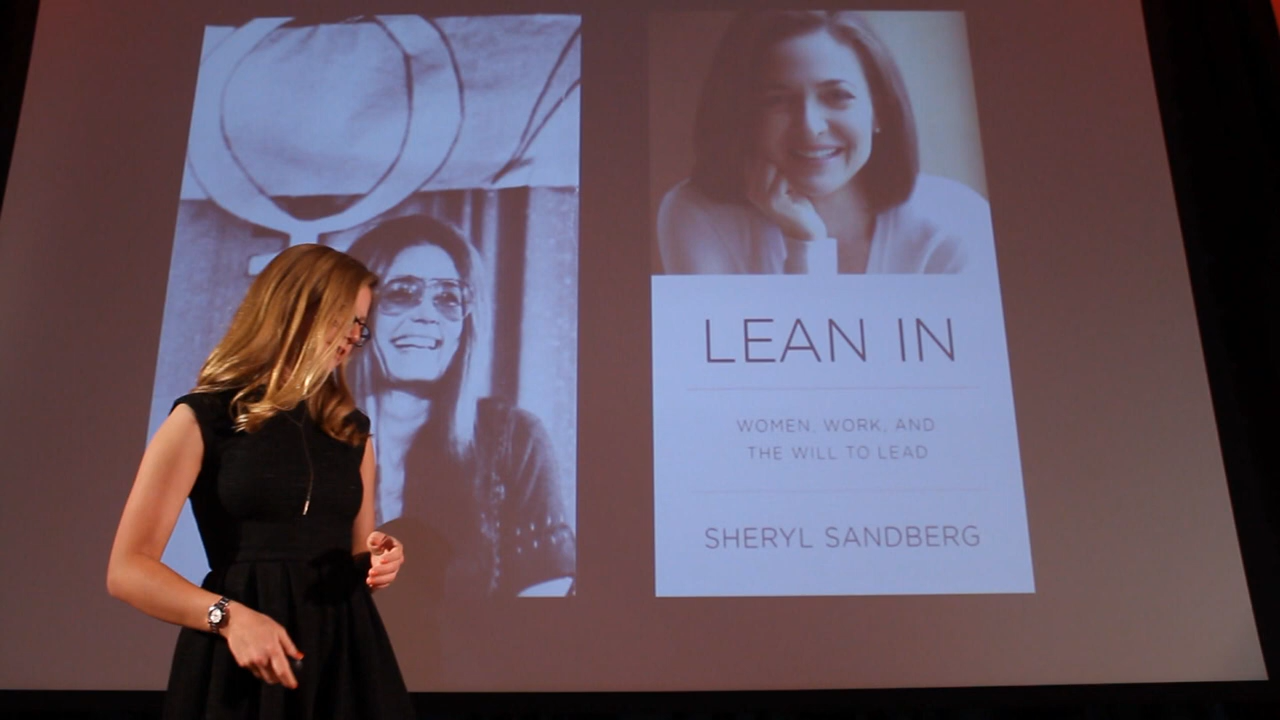 LEAN IN
WOMEN, WORK, AND
THE WILL TO LEAD
SHERYL SANDBERG